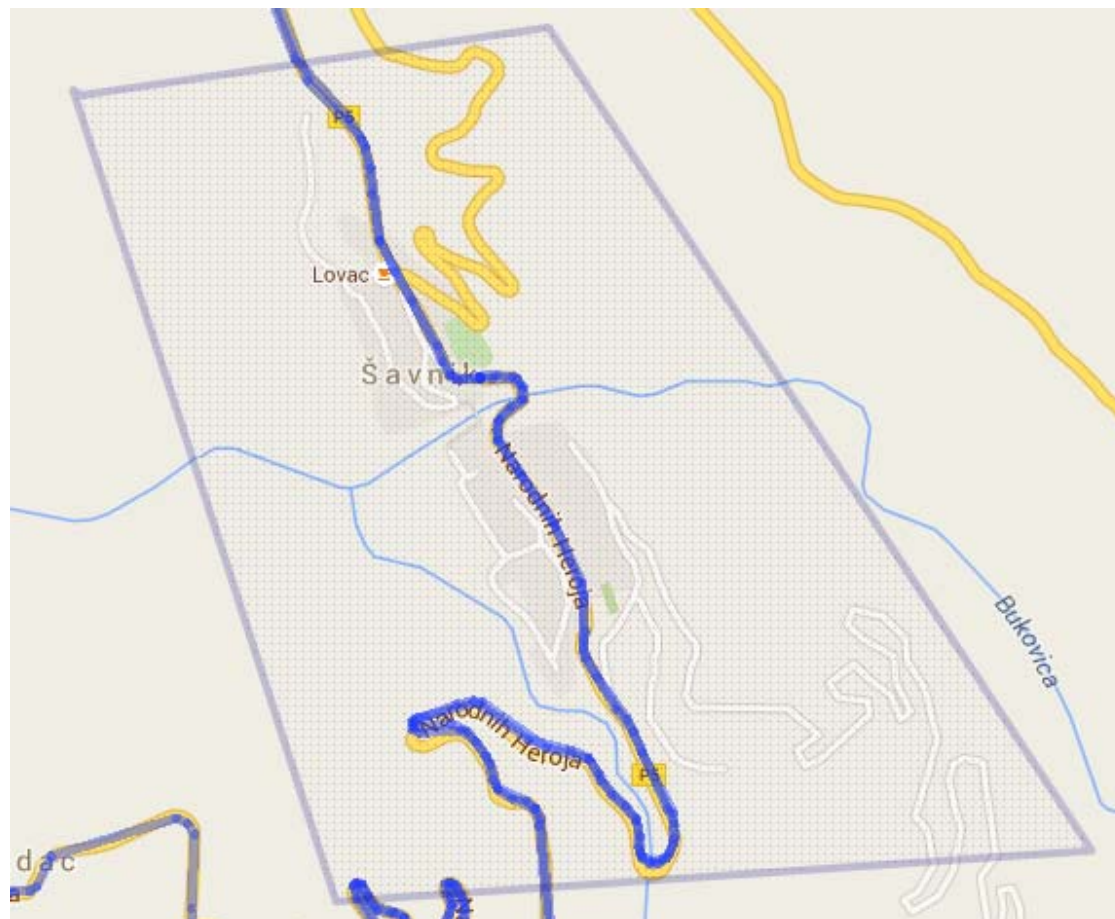 P5
Lovac
Šavnik
Narodnih Heroja
Bukovica
Narodnih Heroja
P5
dac